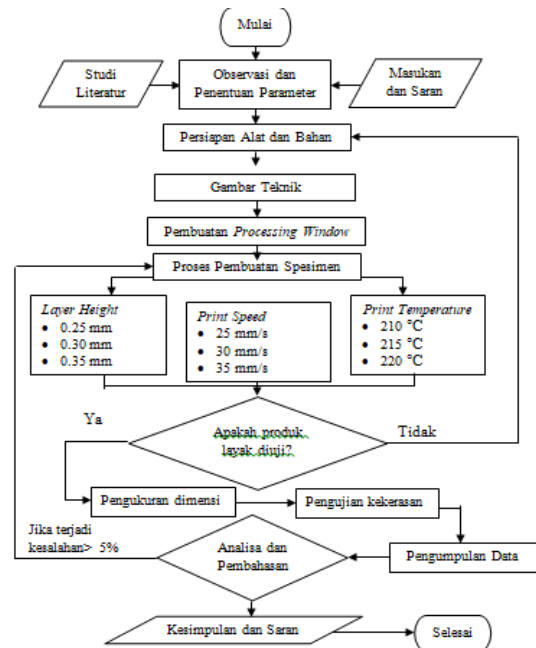 Mulai
Studi
Literatur
Observasi dan
Penentuan Parameter
Masukan
dan Saran
Persiapan Alat dan Bahan
Gambar Teknik
Pembuatan Processing Window
Proses Pembuatan Spesimen
Layer Height
• 0.25 mm
• 0.30 mm
• 0.35 mm
Print Speed
• 25 mm/s
• 30 mm/s
• 35 mm/s
Print Temperature
• 210 °C
• 215 °C
• 220 °C
Ya
Apakah produk
layak diuji?
Tidak
Pengukuran dimensi
Pengujian kekerasan
Jika terjadi
kesalahan> 5%
Analisa dan
Pembahasan
Pengumpulan Data
Kesimpulan dan Saran
Selesai